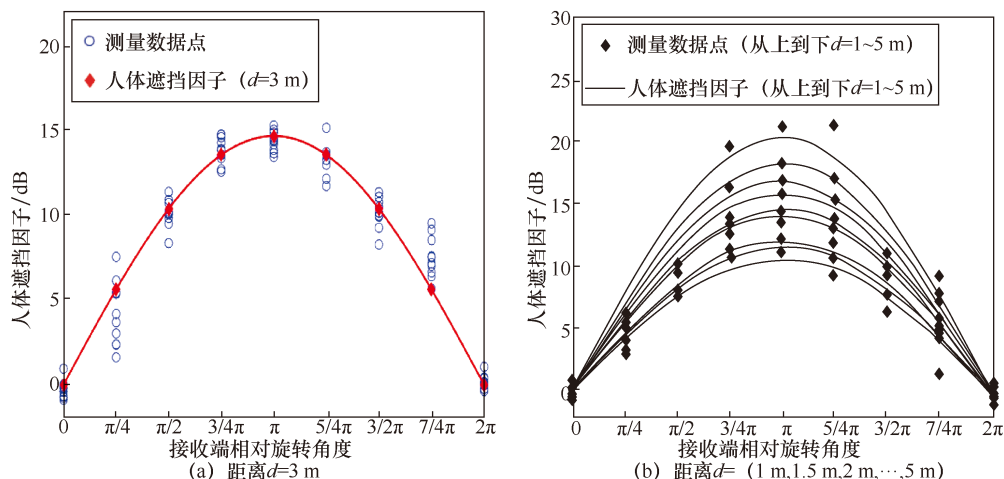 20
15
10
5
0
人体遮挡因子/dB
测量数据点
人体遮挡因子（d=3 m）
0 π/4 π/2 3/4π π 5/4π 3/2π 7/4π 2π
接收端相对旋转角度
（a）距离d=3 m
30
25
20
15
10
5
0
人体遮挡因子/dB
测量数据点（从上到下d=1~5 m）
人体遮挡因子（从上到下d=1~5 m）
0 π/4 π/2 3/4π π 5/4π 3/2π 7/4π 2π
接收端相对旋转角度
（b）距离d=（1 m,1.5 m,2 m,⋯,5 m）